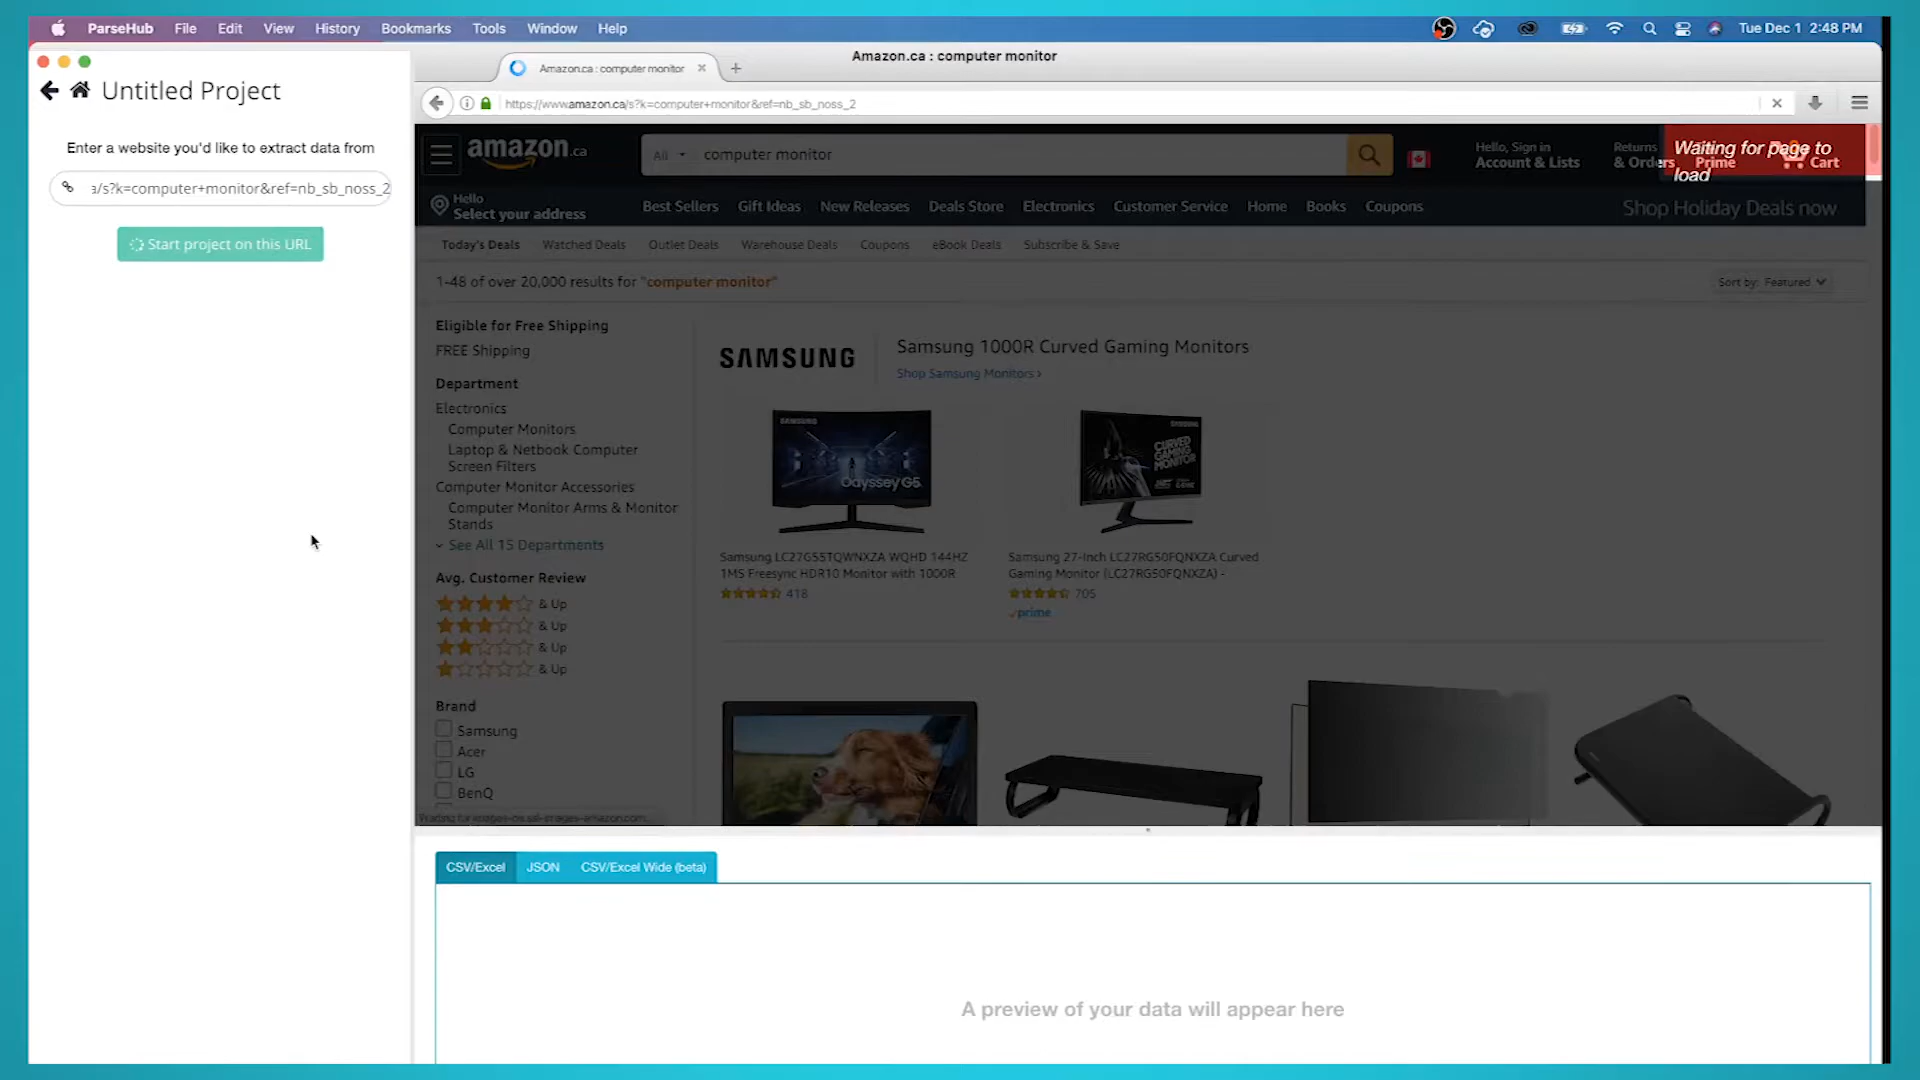 ParseHub File Edit View History Bookmarks Tools Window Help
Tue Dec 1 2:48 PM
Untitled Project
Enter a website you'd like to extract data from
a/s?k=computer+monitor&ref=nb_sb_noss_2
Start project on this URL
Amazon.ca : computer monitor
Amazon.ca : computer monitor
https://www.amazon.ca/s?k=computer+monitor&ref=nb_sb_noss_2
amazon.ca
All
computer monitor
Hello, Sign in
Account & Lists
Returns
& Orders
Prime
Cart
Waiting for page to
load
Hello
Select your address
Best Sellers Gift Ideas New Releases Deals Store Electronics Customer Service Home Books Coupons
Shop Holiday Deals now
Today's Deals Watched Deals Outlet Deals Warehouse Deals Coupons eBook Deals Subscribe & Save
1-48 of over 20,000 results for "computer monitor"
Sort by: Featured
Eligible for Free Shipping
FREE Shipping
Department
Electronics
Computer Monitors
Laptop & Netbook Computer
Screen Filters
Computer Monitor Accessories
Computer Monitor Arms & Monitor
Stands
See All 15 Departments
Avg. Customer Review
& Up
& Up
& Up
& Up
Brand
Samsung
Acer
LG
BenQ
SAMSUNG
Samsung 1000R Curved Gaming Monitors
Shop Samsung Monitors ›
SAMSUNG
Odyssey G5
SAMSUNG
CURVED
GAMING
MONITOR
Samsung LC27G55TQWNXZA WQHD 144HZ
1MS Freesync HDR10 Monitor with 1000R
418
Samsung 27-Inch LC27RG50FQNXZA Curved
Gaming Monitor (LC27RG50FQNXZA) -
705
prime
CSV/Excel JSON CSV/Excel Wide (beta)
A preview of your data will appear here